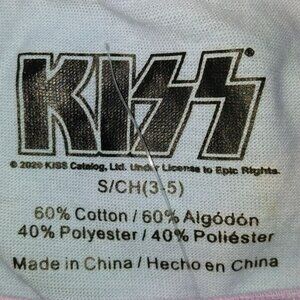 KISS®
© 2020 KISS Catalog, Ltd. Under License to Epic Rights.
S/CH(3-5)
60% Cotton / 60% Algódón
40% Polyester / 40% Poliéster
Made in China / Hecho en China